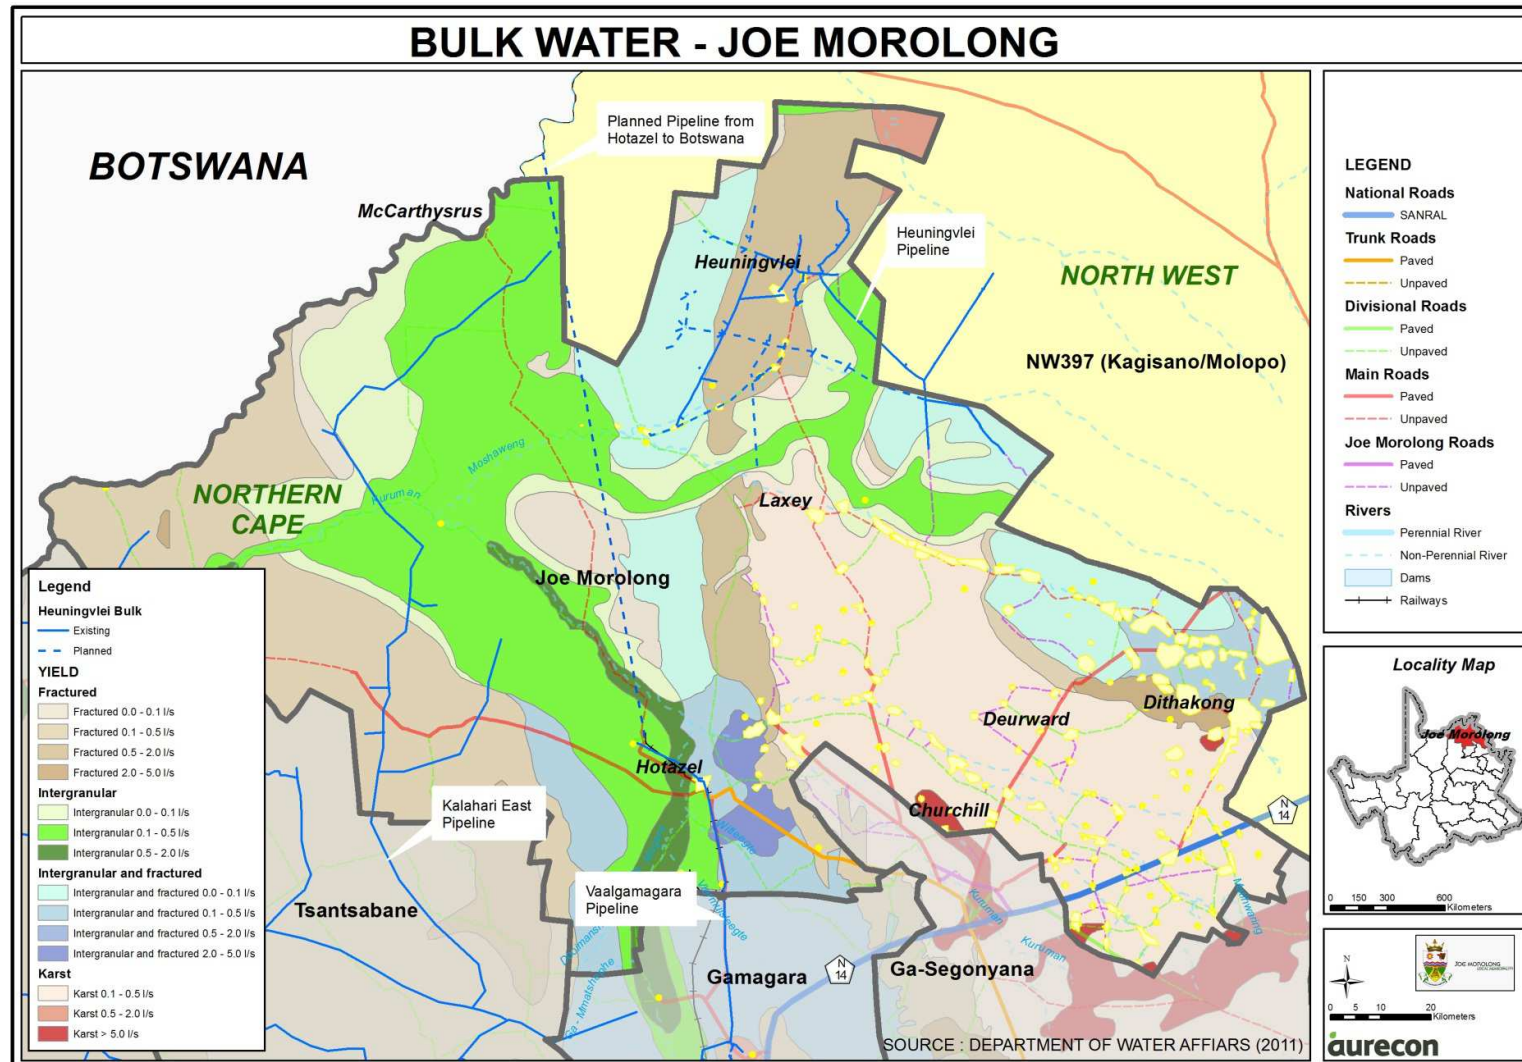 BULK WATER - JOE MOROLONG
Planned Pipeline from
Hotazel to Botswana
BOTSWANA
McCarthysrus
Heuningvlei
Pipeline
Heuningvlei
NORTH WEST
NW397 (Kagisano/Molopo)
Moshaweng
Kuruman
NORTHERN
CAPE
Laxey
Joe Morolong
Deurward
Dithakong
Hotazel
Kalahari East
Pipeline
Churchill
N
14
Vaalgamagara
Pipeline
Tsantsabane
Gamagara
N
14
Ga-Segonyana
Kuruman
Kuruman
Ga - Mmatshephe
SOURCE : DEPARTMENT OF WATER AFFIARS (2011)
Legend
Heuningvlei Bulk
Existing
Planned
YIELD
Fractured
Fractured 0.0 - 0.1 l/s
Fractured 0.1 - 0.5 l/s
Fractured 0.5 - 2.0 l/s
Fractured 2.0 - 5.0 l/s
Intergranular
Intergranular 0.0 - 0.1 l/s
Intergranular 0.1 - 0.5 l/s
Intergranular 0.5 - 2.0 l/s
Intergranular and fractured
Intergranular and fractured 0.0 - 0.1 l/s
Intergranular and fractured 0.1 - 0.5 l/s
Intergranular and fractured 0.5 - 2.0 l/s
Intergranular and fractured 2.0 - 5.0 l/s
Karst
Karst 0.1 - 0.5 l/s
Karst 0.5 - 2.0 l/s
Karst > 5.0 l/s
LEGEND
National Roads
SANRAL
Trunk Roads
Paved
Unpaved
Divisional Roads
Paved
Unpaved
Main Roads
Paved
Unpaved
Joe Morolong Roads
Paved
Unpaved
Rivers
Perennial River
Non-Perennial River
Dams
Railways
Locality Map
Joe Morolong
0 150 300 600
Kilometers
N
JOE MOROLONG
LOCAL MUNICIPALITY
0 5 10 20
Kilometers
aurecon